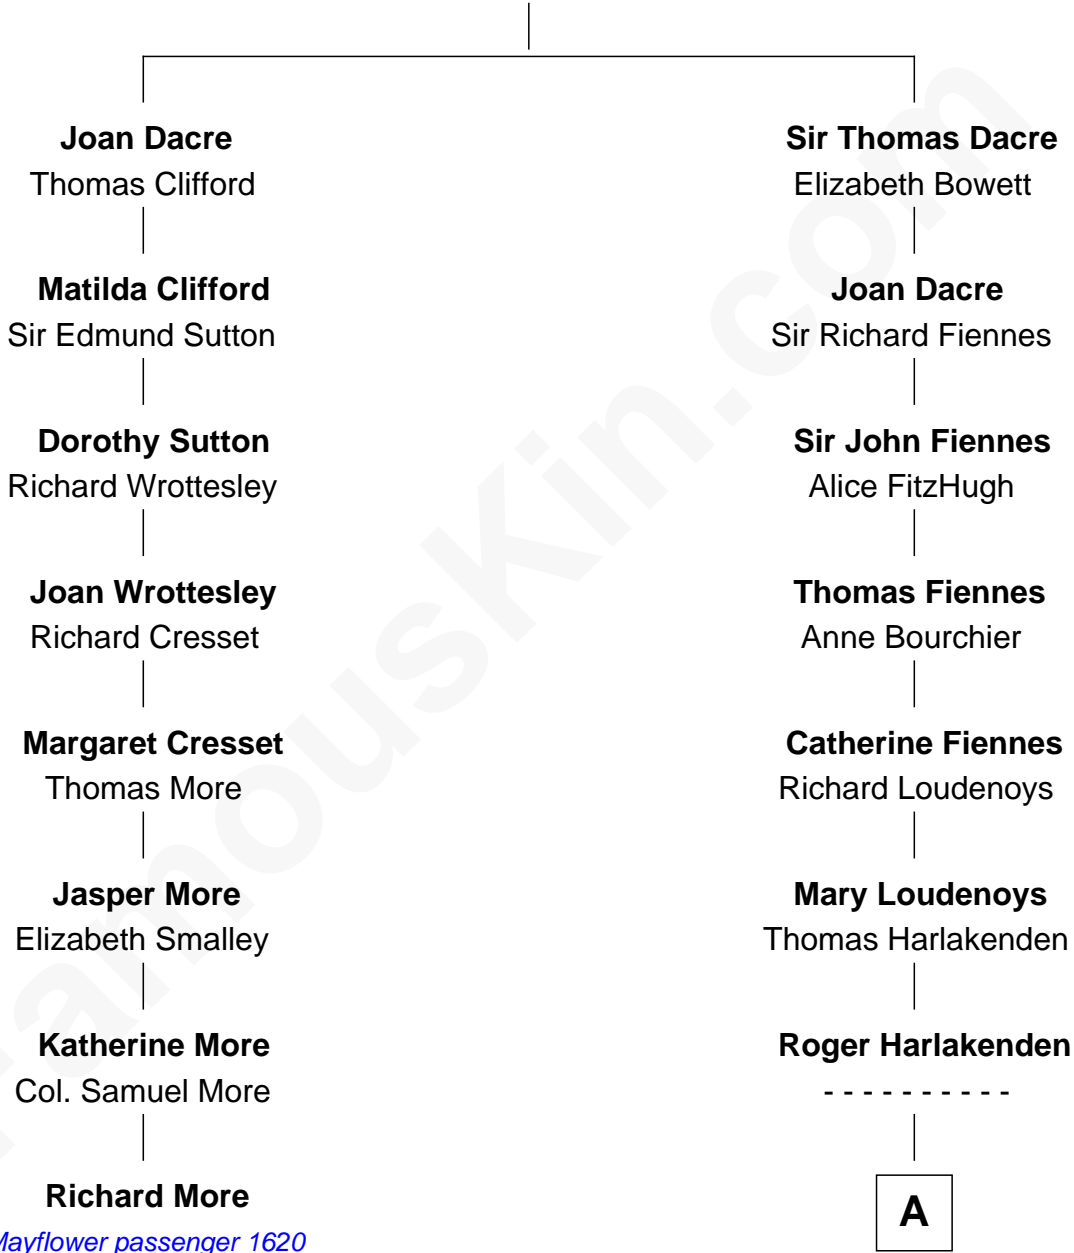 Joan Dacre
Thomas Clifford
Matilda Clifford
Sir Edmund Sutton
Dorothy Sutton
Richard Wrottesley
Joan Wrottesley
Richard Cresset
Margaret Cresset
Thomas More
Jasper More
Elizabeth Smalley
Katherine More
Col. Samuel More
Richard More
Mayflower passenger 1620
Sir Thomas Dacre
Elizabeth Bowett
Joan Dacre
Sir Richard Fiennes
Sir John Fiennes
Alice FitzHugh
Thomas Fiennes
Anne Bourchier
Catherine Fiennes
Richard Loudenoys
Mary Loudenoys
Thomas Harlakenden
Roger Harlakenden
- - - - - - - - - -
A
FamousKin.com